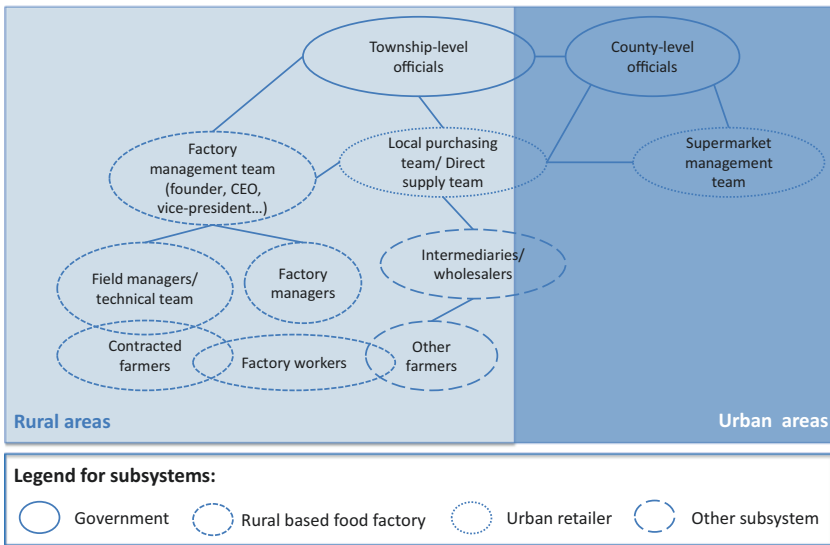 Township-level
officials
County-level
officials
Factory
management team
(founder, CEO,
vice-president...)
Local purchasing
team/ Direct
supply team
Supermarket
management
team
Field managers/
technical team
Factory
managers
Intermediaries/
wholesalers
Contracted
farmers
Factory workers
Other
farmers
Rural areas
Urban areas
Legend for subsystems:
Government
Rural based food factory
Urban retailer
Other subsystem